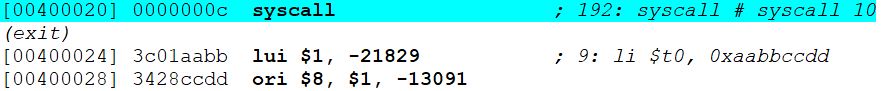 [00400020] 0000000c syscall ; 192: syscall # syscall 10
(exit)
[00400024] 3c01aabb lui $1, -21829 ; 9: li $t0, 0xaabbccdd
[00400028] 3428ccdd ori $8, $1, -13091